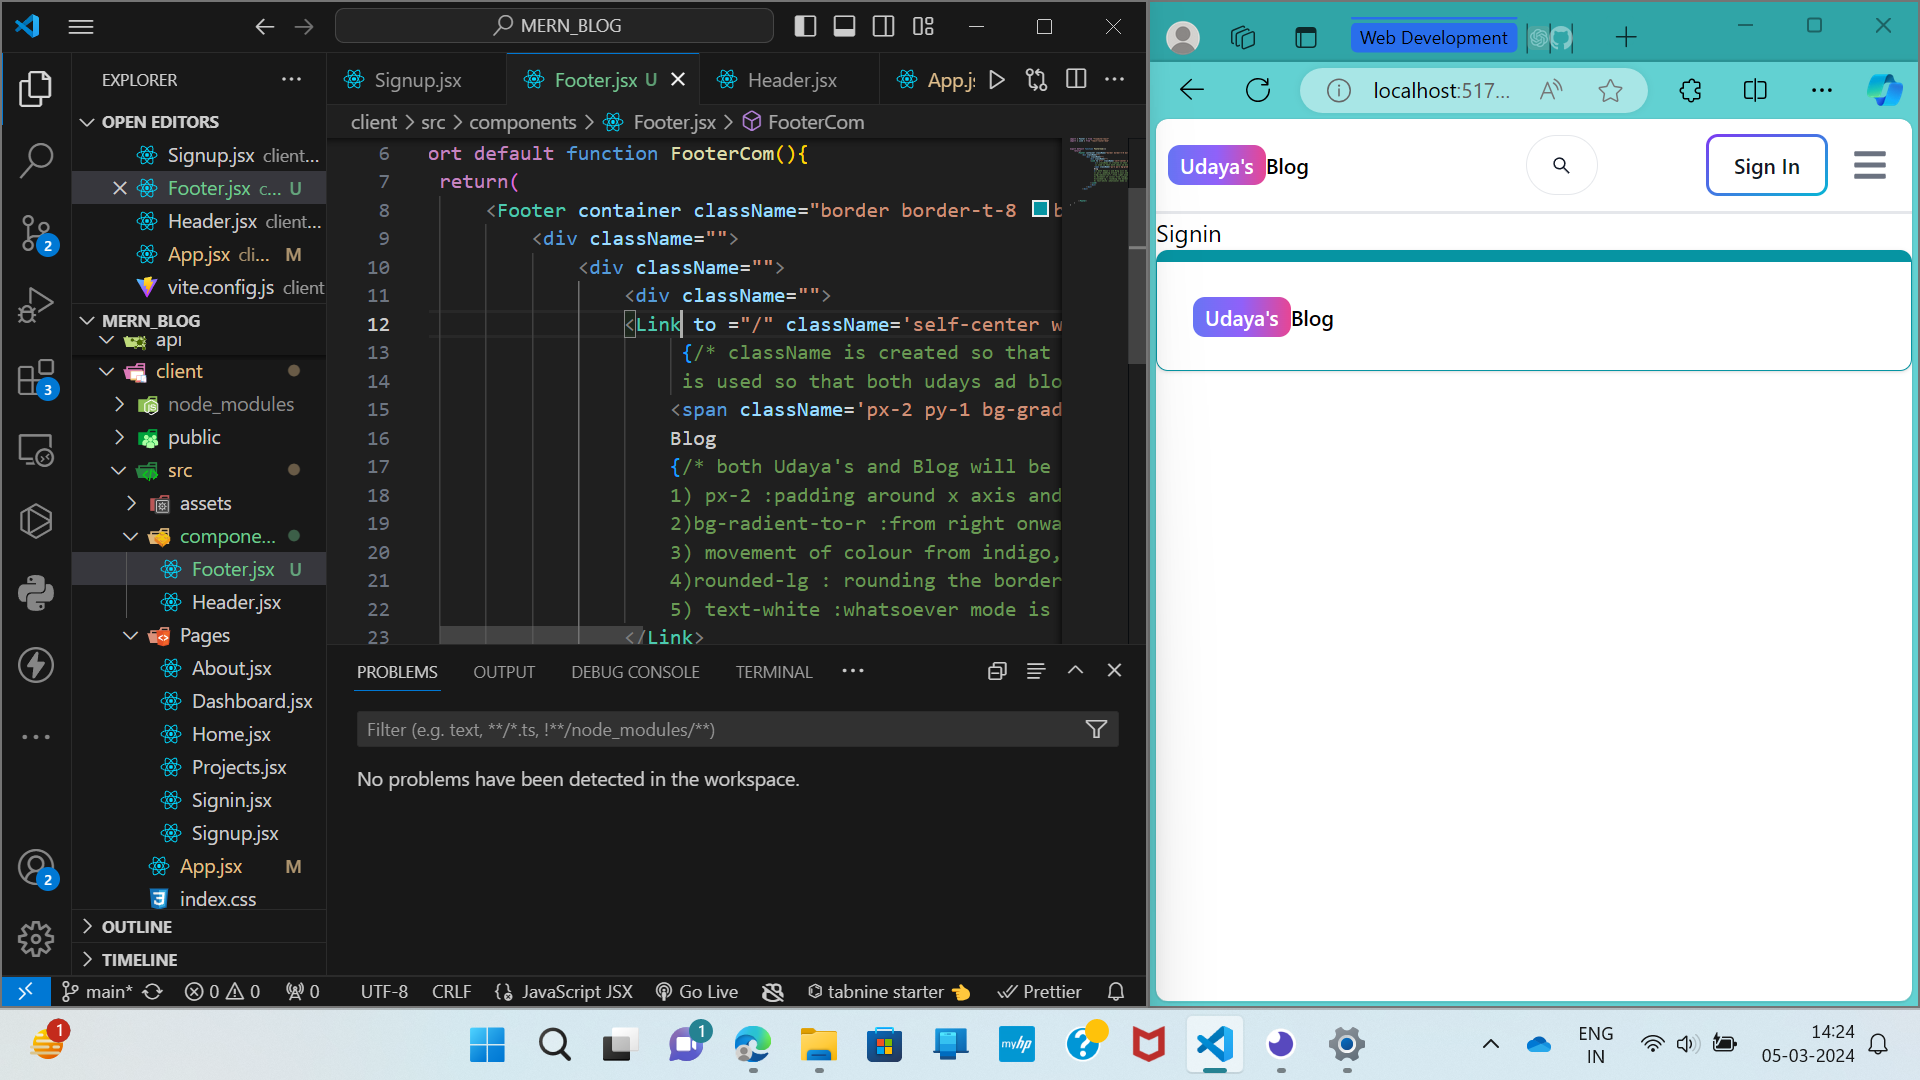 MERN_BLOG
EXPLORER
OPEN EDITORS
Signup.jsx client...
Footer.jsx c... U
Header.jsx client...
App.jsx cli... M
vite.config.js client
MERN_BLOG
api
client
node_modules
public
src
assets
compone...
Footer.jsx U
Header.jsx
Pages
About.jsx
Dashboard.jsx
Home.jsx
Projects.jsx
Signin.jsx
Signup.jsx
App.jsx M
index.css
OUTLINE
TIMELINE
2
3
2
Signup.jsx
Footer.jsx U
Header.jsx
App.js
client > src > components > Footer.jsx > FooterCom
6 ort default function FooterCom(){
7 return(
8 <Footer container className="border border-t-8 b
9 <div className="">
10 <div className="">
11 <div className="">
12 <Link to ="/" className='self-center w
13 {/* className is created so that
14 is used so that both udays ad blo
15 <span className='px-2 py-1 bg-grad
16 Blog
17 {/* both Udaya's and Blog will be
18 1) px-2 :padding around x axis and
19 2)bg-radient-to-r :from right onwa
20 3) movement of colour from indigo,
21 4)rounded-lg : rounding the border
22 5) text-white :whatsoever mode is
23 </Link>
PROBLEMS
OUTPUT
DEBUG CONSOLE
TERMINAL
Filter (e.g. text, **/*.ts, !**/node_modules/**)
No problems have been detected in the workspace.
main* 0 0 0 UTF-8 CRLF JavaScript JSX Go Live tabnine starter Prettier
Web Development
localhost:517...
Udaya's Blog
Sign In
Signin
Udaya's Blog
1
1
myhp
ENG
IN
14:24
05-03-2024